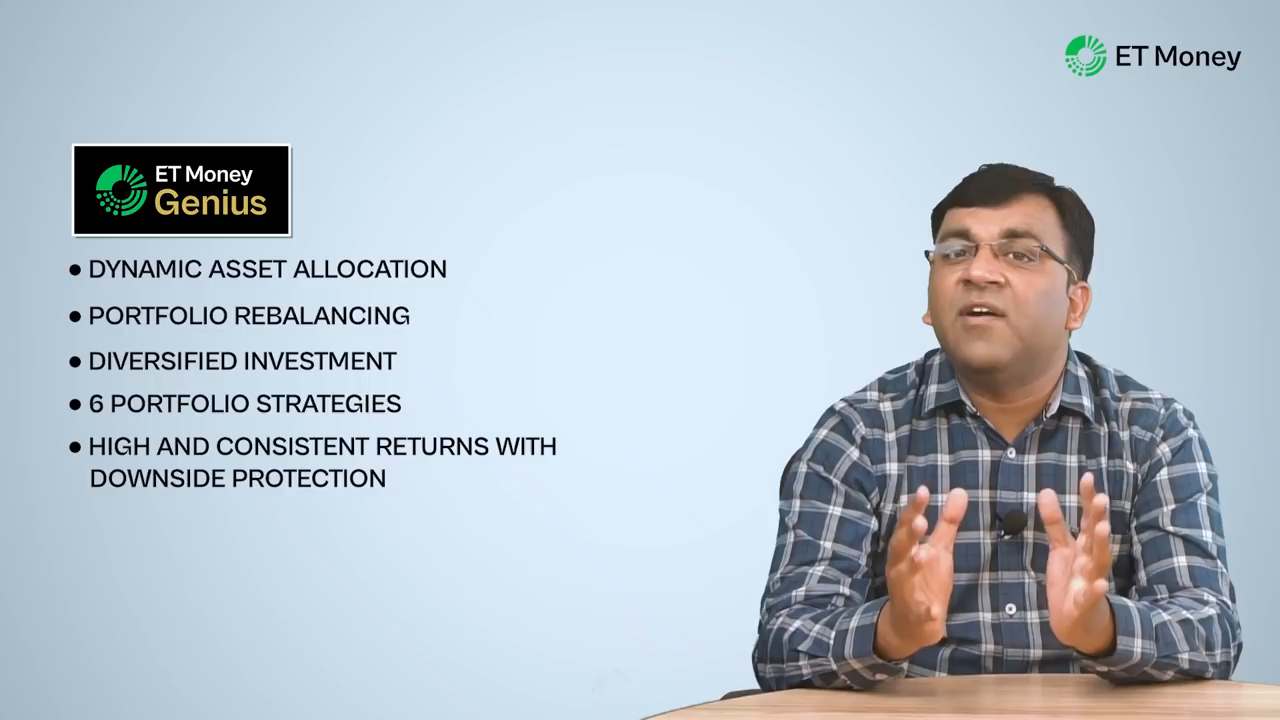 ET Money
ET Money
Genius
● DYNAMIC ASSET ALLOCATION
● PORTFOLIO REBALANCING
● DIVERSIFIED INVESTMENT
● 6 PORTFOLIO STRATEGIES
● HIGH AND CONSISTENT RETURNS WITH
DOWNSIDE PROTECTION